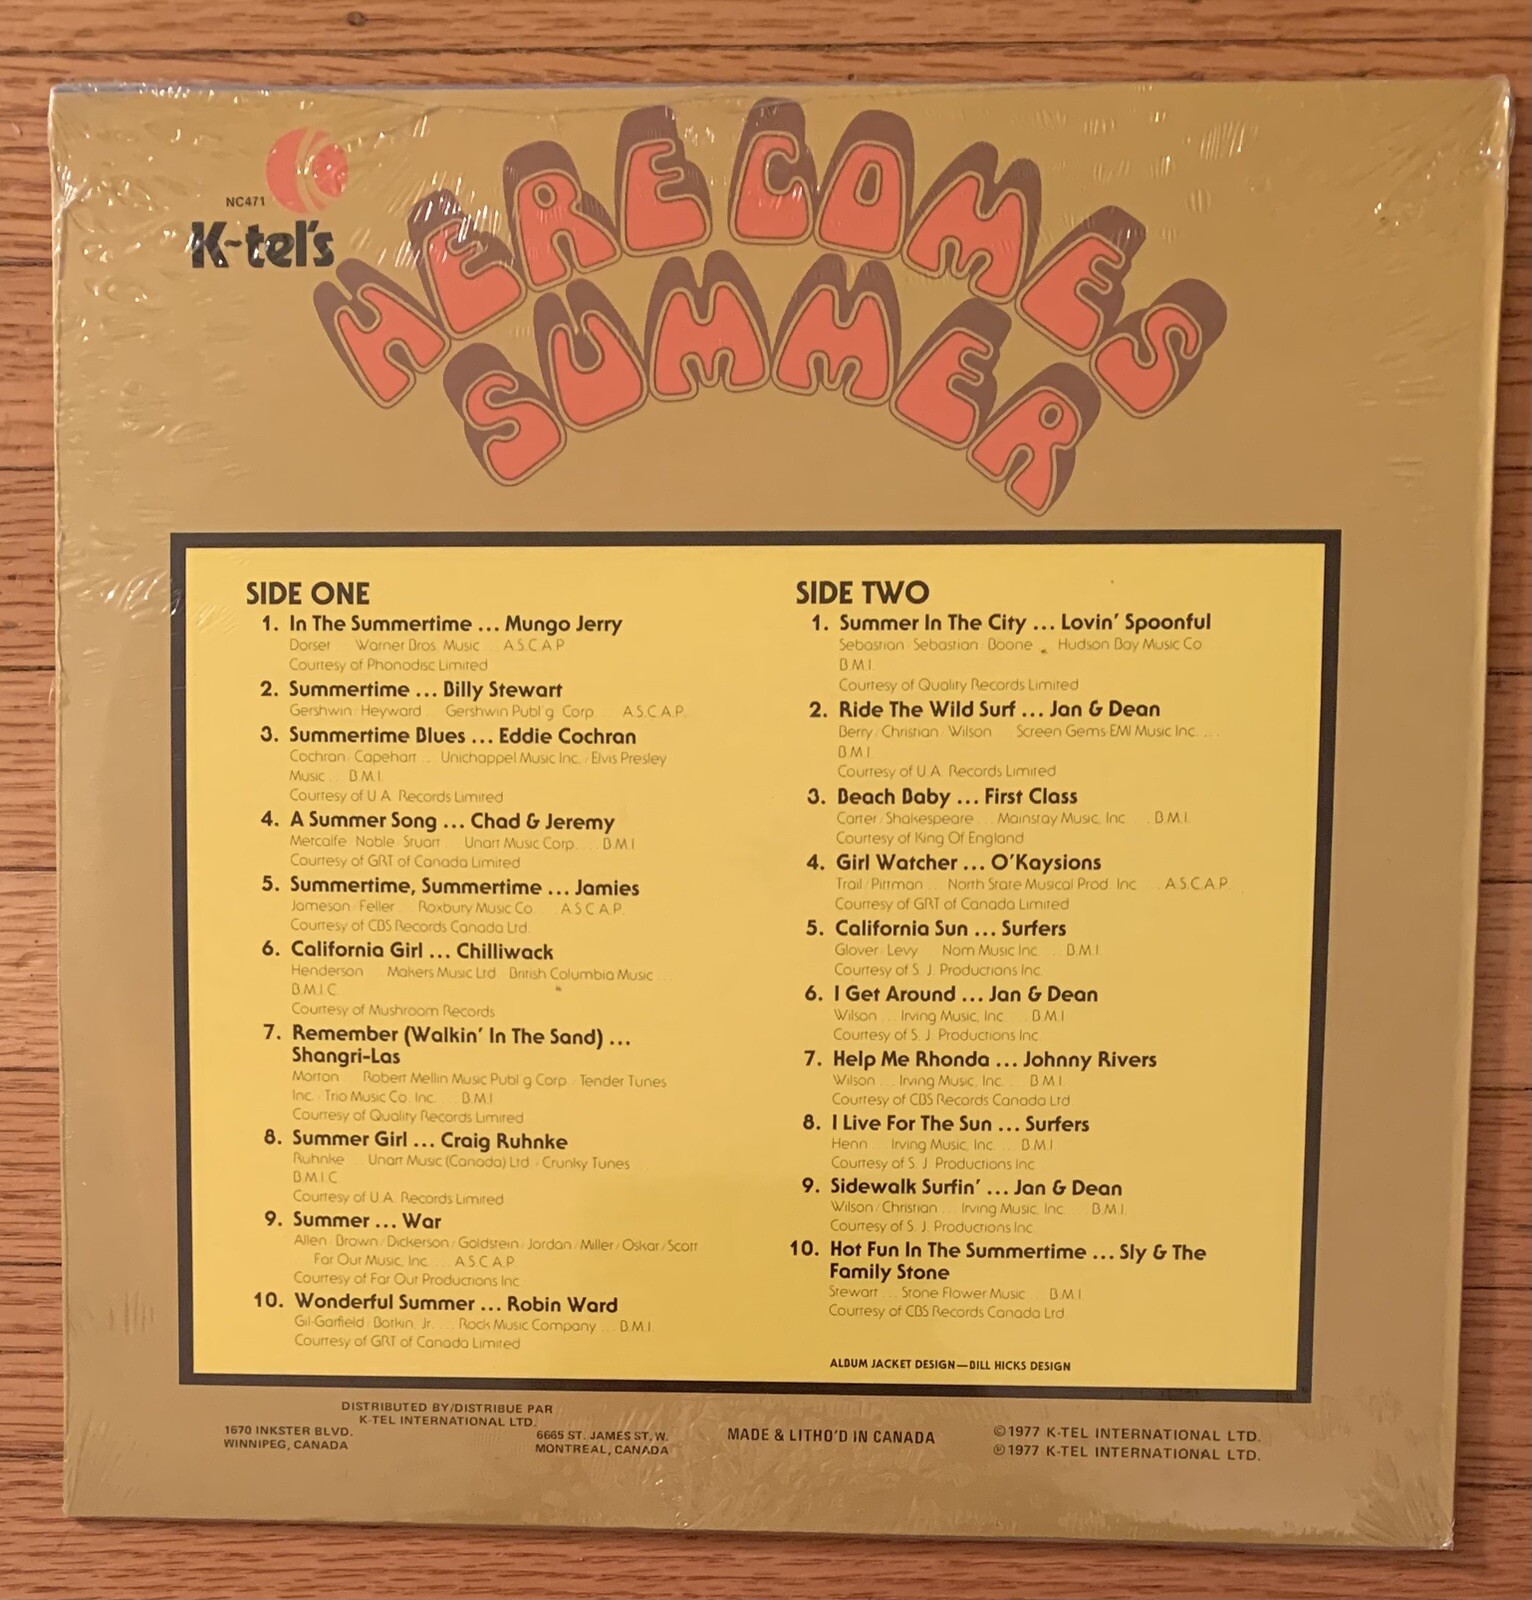 NC471
K-tel's
HERE COMES
SUMMER
SIDE ONE
1. In The Summertime ... Mungo Jerry
Dorset ... Warner Bros. Music ... A.S.C.A.P.
Courtesy of Phonodisc Limited
2. Summertime ... Billy Stewart
Gershwin/Heyward ... Gershwin Publ'g Corp. ... A.S.C.A.P.
3. Summertime Blues ... Eddie Cochran
Cochran/Capehart ... Unichappel Music Inc./Elvis Presley
Music ... B.M.I.
Courtesy of U.A. Records Limited
4. A Summer Song ... Chad & Jeremy
Metcalfe/Noble/Stuart ... Unart Music Corp. ... B.M.I.
Courtesy of GRT of Canada Limited
5. Summertime, Summertime ... Jamies
Jameson/Feller ... Roxbury Music Co. ... A.S.C.A.P.
Courtesy of CBS Records Canada Ltd.
6. California Girl ... Chilliwack
Henderson ... Makers Music Ltd./British Columbia Music ...
B.M.I.C.
Courtesy of Mushroom Records
7. Remember (Walkin' In The Sand) ...
Shangri-Las
Morton ... Robert Mellin Music Publ'g Corp./Tender Tunes
Inc./Trio Music Co. Inc. ... B.M.I.
Courtesy of Quality Records Limited
8. Summer Girl ... Craig Ruhnke
Ruhnke ... Unart Music (Canada) Ltd./Crunky Tunes ...
B.M.I.C.
Courtesy of U.A. Records Limited
9. Summer ... War
Allen/Brown/Dickerson/Goldstein/Jordan/Miller/Oskar/Scott
... Far Out Music, Inc. ... A.S.C.A.P.
Courtesy of Far Out Productions Inc.
10. Wonderful Summer ... Robin Ward
Gil-Garfield/Botkin, Jr. ... Rock Music Company ... B.M.I.
Courtesy of GRT of Canada Limited
SIDE TWO
1. Summer In The City ... Lovin' Spoonful
Sebastian/Sebastian/Boone ... Hudson Bay Music Co. ...
B.M.I.
Courtesy of Quality Records Limited
2. Ride The Wild Surf ... Jan & Dean
Berry/Christian/Wilson ... Screen Gems EMI Music Inc. ...
B.M.I.
Courtesy of U.A. Records Limited
3. Beach Baby ... First Class
Carter/Shakespeare ... Mainstay Music, Inc. ... B.M.I.
Courtesy of King Of England
4. Girl Watcher ... O'Kaysions
Trail/Pittman ... North State Musical Prod. Inc. ... A.S.C.A.P.
Courtesy of GRT of Canada Limited
5. California Sun ... Surfers
Glover/Levy ... Nom Music Inc. ... B.M.I.
Courtesy of S. J. Productions Inc.
6. I Get Around ... Jan & Dean
Wilson ... Irving Music, Inc. ... B.M.I.
Courtesy of S. J. Productions Inc.
7. Help Me Rhonda ... Johnny Rivers
Wilson ... Irving Music, Inc. ... B.M.I.
Courtesy of CBS Records Canada Ltd.
8. I Live For The Sun ... Surfers
Henn ... Irving Music, Inc. ... B.M.I.
Courtesy of S. J. Productions Inc.
9. Sidewalk Surfin' ... Jan & Dean
Wilson/Christian ... Irving Music, Inc. ... B.M.I.
Courtesy of S. J. Productions Inc.
10. Hot Fun In The Summertime ... Sly & The
Family Stone
Stewart ... Stone Flower Music ... B.M.I.
Courtesy of CBS Records Canada Ltd.
ALBUM JACKET DESIGN—BILL HICKS DESIGN
DISTRIBUTED BY/DISTRIBUE PAR
K-TEL INTERNATIONAL LTD.
1670 INKSTER BLVD.
WINNIPEG, CANADA
6665 ST. JAMES ST. W.
MONTREAL, CANADA
MADE & LITHO'D IN CANADA
©1977 K-TEL INTERNATIONAL LTD.
℗1977 K-TEL INTERNATIONAL LTD.